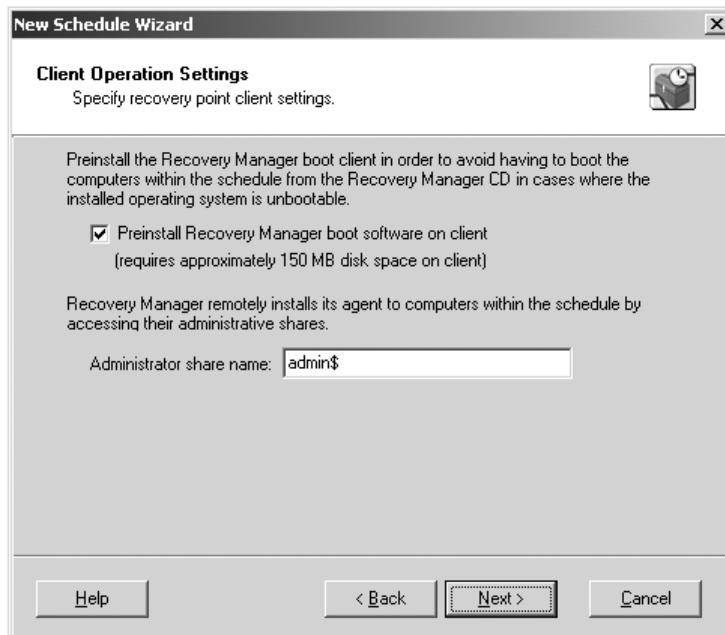 New Schedule Wizard
Client Operation Settings
Specify recovery point client settings.
Preinstall the Recovery Manager boot client in order to avoid having to boot the
computers within the schedule from the Recovery Manager CD in cases where the
installed operating system is unbootable.
Preinstall Recovery Manager boot software on client
(requires approximately 150 MB disk space on client)
Recovery Manager remotely installs its agent to computers within the schedule by
accessing their administrative shares.
Administrator share name: admin$
Help < Back Next > Cancel